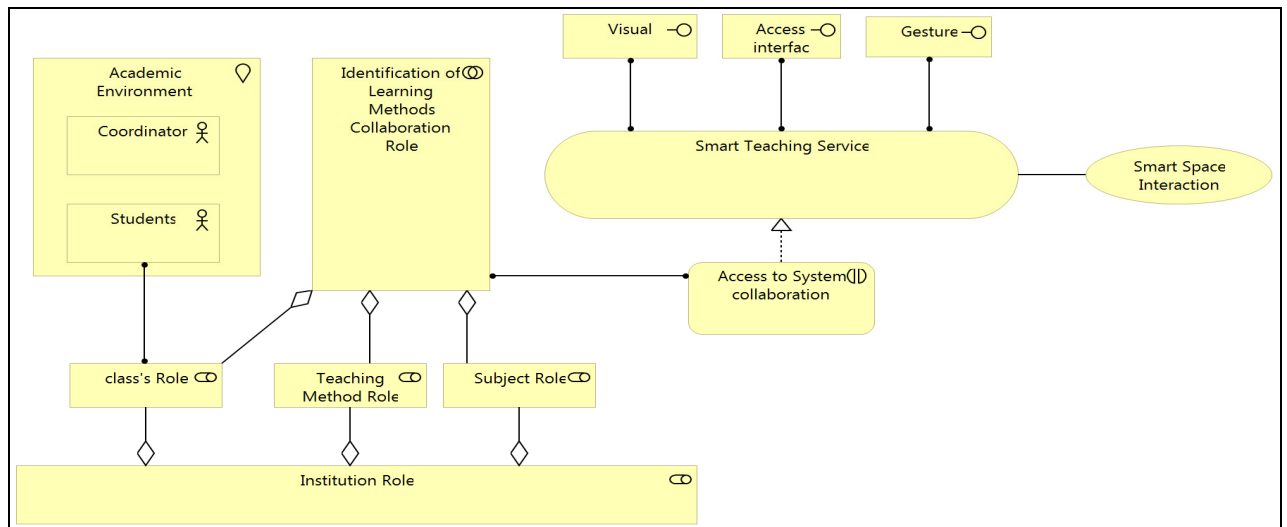 Visual
Access
interfac
Gesture
Academic
Environment
Coordinator
Students
Identification of
Learning
Methods
Collaboration
Role
Smart Teaching Service
Smart Space
Interaction
Access to System
collaboration
class's Role
Teaching
Method Role
Subject Role
Institution Role